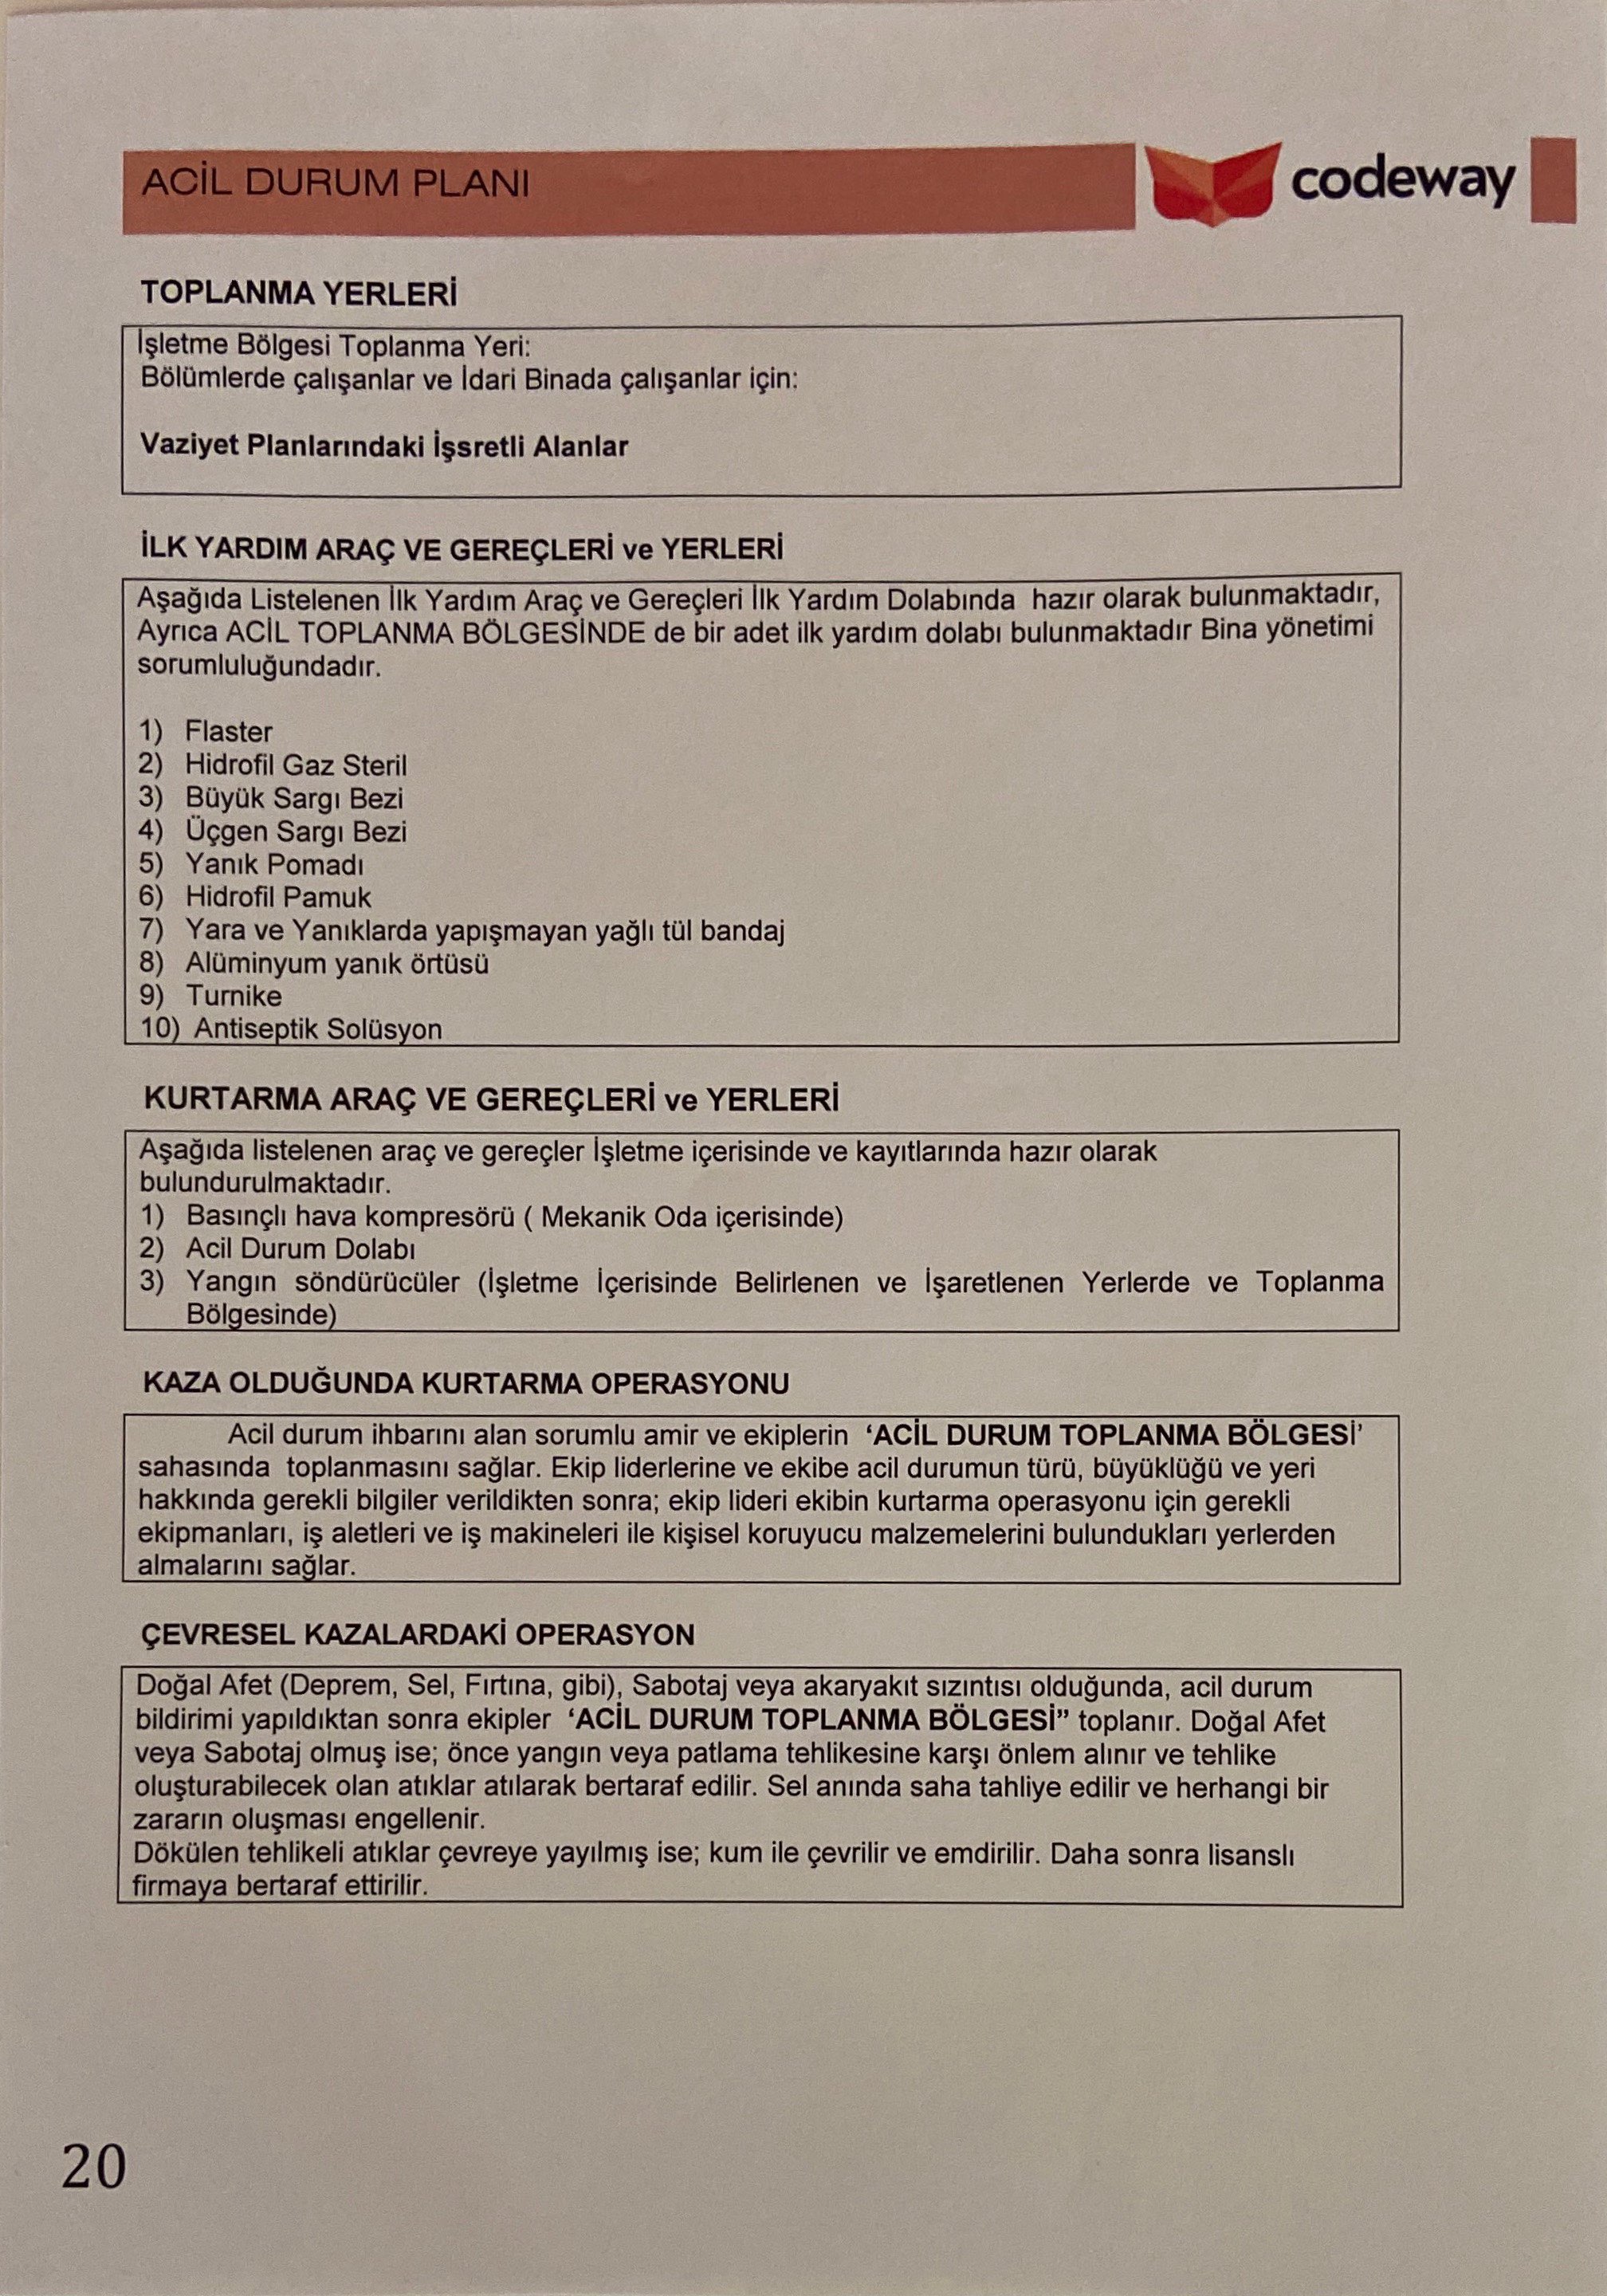 ACİL DURUM PLANI
codeway
TOPLANMA YERLERİ
İşletme Bölgesi Toplanma Yeri:
Bölümlerde çalışanlar ve İdari Binada çalışanlar için:
Vaziyet Planlarındaki İşsretli Alanlar
İLK YARDIM ARAÇ VE GEREÇLERİ ve YERLERİ
Aşağıda Listelenen İlk Yardım Araç ve Gereçleri İlk Yardım Dolabında hazır olarak bulunmaktadır,
Ayrıca ACİL TOPLANMA BÖLGESİNDE de bir adet ilk yardım dolabı bulunmaktadır Bina yönetimi
sorumluluğundadır.
1) Flaster
2) Hidrofil Gaz Steril
3) Büyük Sargı Bezi
4) Üçgen Sargı Bezi
5) Yanık Pomadı
6) Hidrofil Pamuk
7) Yara ve Yanıklarda yapışmayan yağlı tül bandaj
8) Alüminyum yanık örtüsü
9) Turnike
10) Antiseptik Solüsyon
KURTARMA ARAÇ VE GEREÇLERİ ve YERLERİ
Aşağıda listelenen araç ve gereçler İşletme içerisinde ve kayıtlarında hazır olarak
bulundurulmaktadır.
1) Basınçlı hava kompresörü ( Mekanik Oda içerisinde)
2) Acil Durum Dolabı
3) Yangın söndürücüler (İşletme İçerisinde Belirlenen ve İşaretlenen Yerlerde ve Toplanma
Bölgesinde)
KAZA OLDUĞUNDA KURTARMA OPERASYONU
Acil durum ihbarını alan sorumlu amir ve ekiplerin ‘ACİL DURUM TOPLANMA BÖLGESİ’
sahasında toplanmasını sağlar. Ekip liderlerine ve ekibe acil durumun türü, büyüklüğü ve yeri
hakkında gerekli bilgiler verildikten sonra; ekip lideri ekibin kurtarma operasyonu için gerekli
ekipmanları, iş aletleri ve iş makineleri ile kişisel koruyucu malzemelerini bulundukları yerlerden
almalarını sağlar.
ÇEVRESEL KAZALARDAKİ OPERASYON
Doğal Afet (Deprem, Sel, Fırtına, gibi), Sabotaj veya akaryakıt sızıntısı olduğunda, acil durum
bildirimi yapıldıktan sonra ekipler ‘ACİL DURUM TOPLANMA BÖLGESİ” toplanır. Doğal Afet
veya Sabotaj olmuş ise; önce yangın veya patlama tehlikesine karşı önlem alınır ve tehlike
oluşturabilecek olan atıklar atılarak bertaraf edilir. Sel anında saha tahliye edilir ve herhangi bir
zararın oluşması engellenir.
Dökülen tehlikeli atıklar çevreye yayılmış ise; kum ile çevrilir ve emdirilir. Daha sonra lisanslı
firmaya bertaraf ettirilir.
20